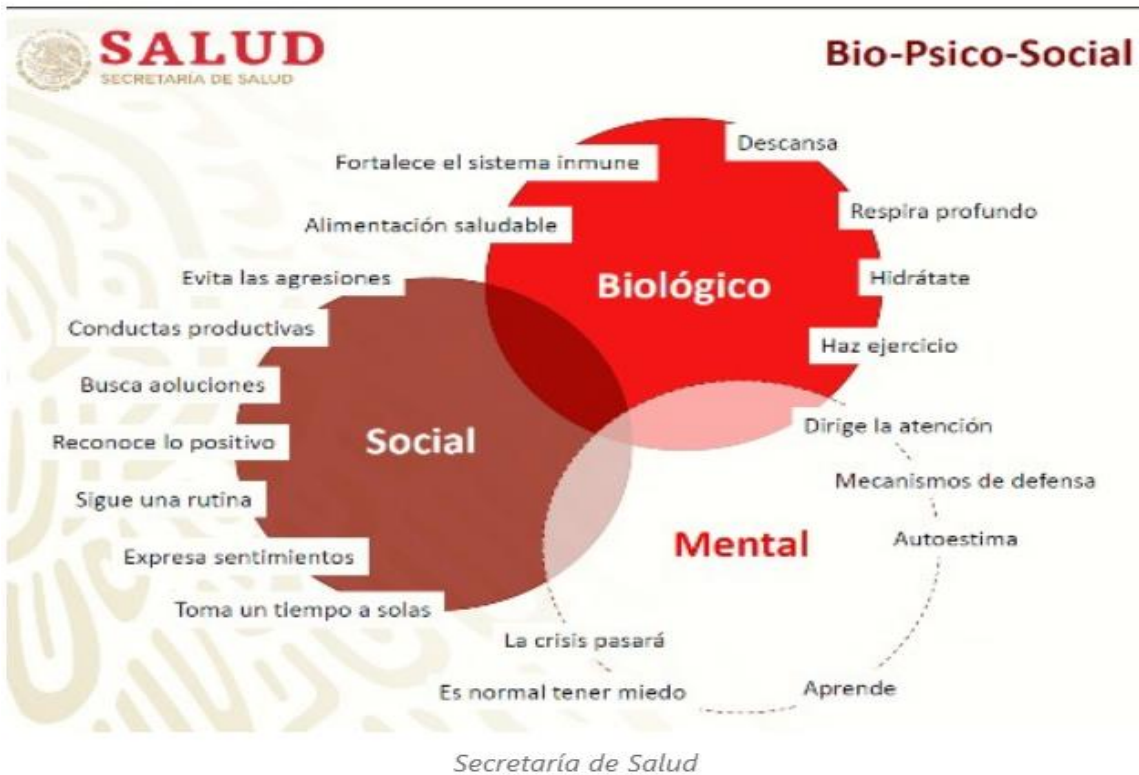 SALUD
SECRETARÍA DE SALUD
Bio-Psico-Social
Descansa
Fortalece el sistema inmune
Respira profundo
Alimentación saludable
Evita las agresiones
Biológico
Hidrátate
Conductas productivas
Haz ejercicio
Busca aoluciones
Dirige la atención
Reconoce lo positivo
Social
Mecanismos de defensa
Sigue una rutina
Mental
Autoestima
Expresa sentimientos
Toma un tiempo a solas
La crisis pasará
Es normal tener miedo
Aprende
Secretaría de Salud